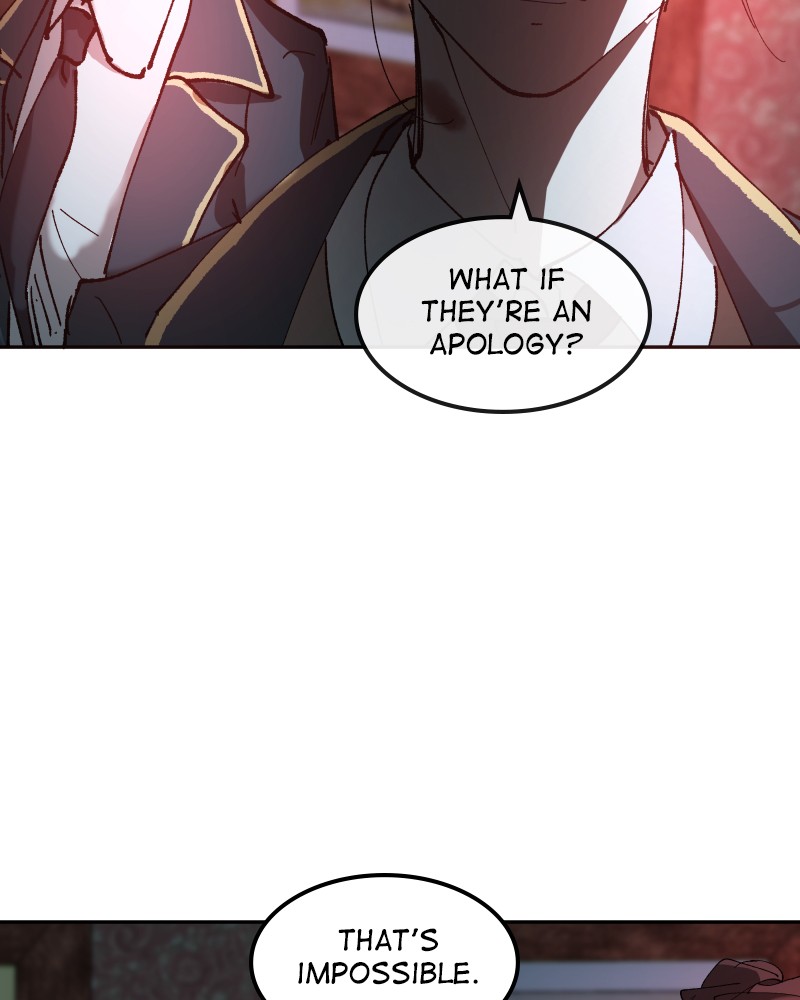 WHAT IF
THEY'RE AN
APOLOGY?
THAT'S
IMPOSSIBLE.